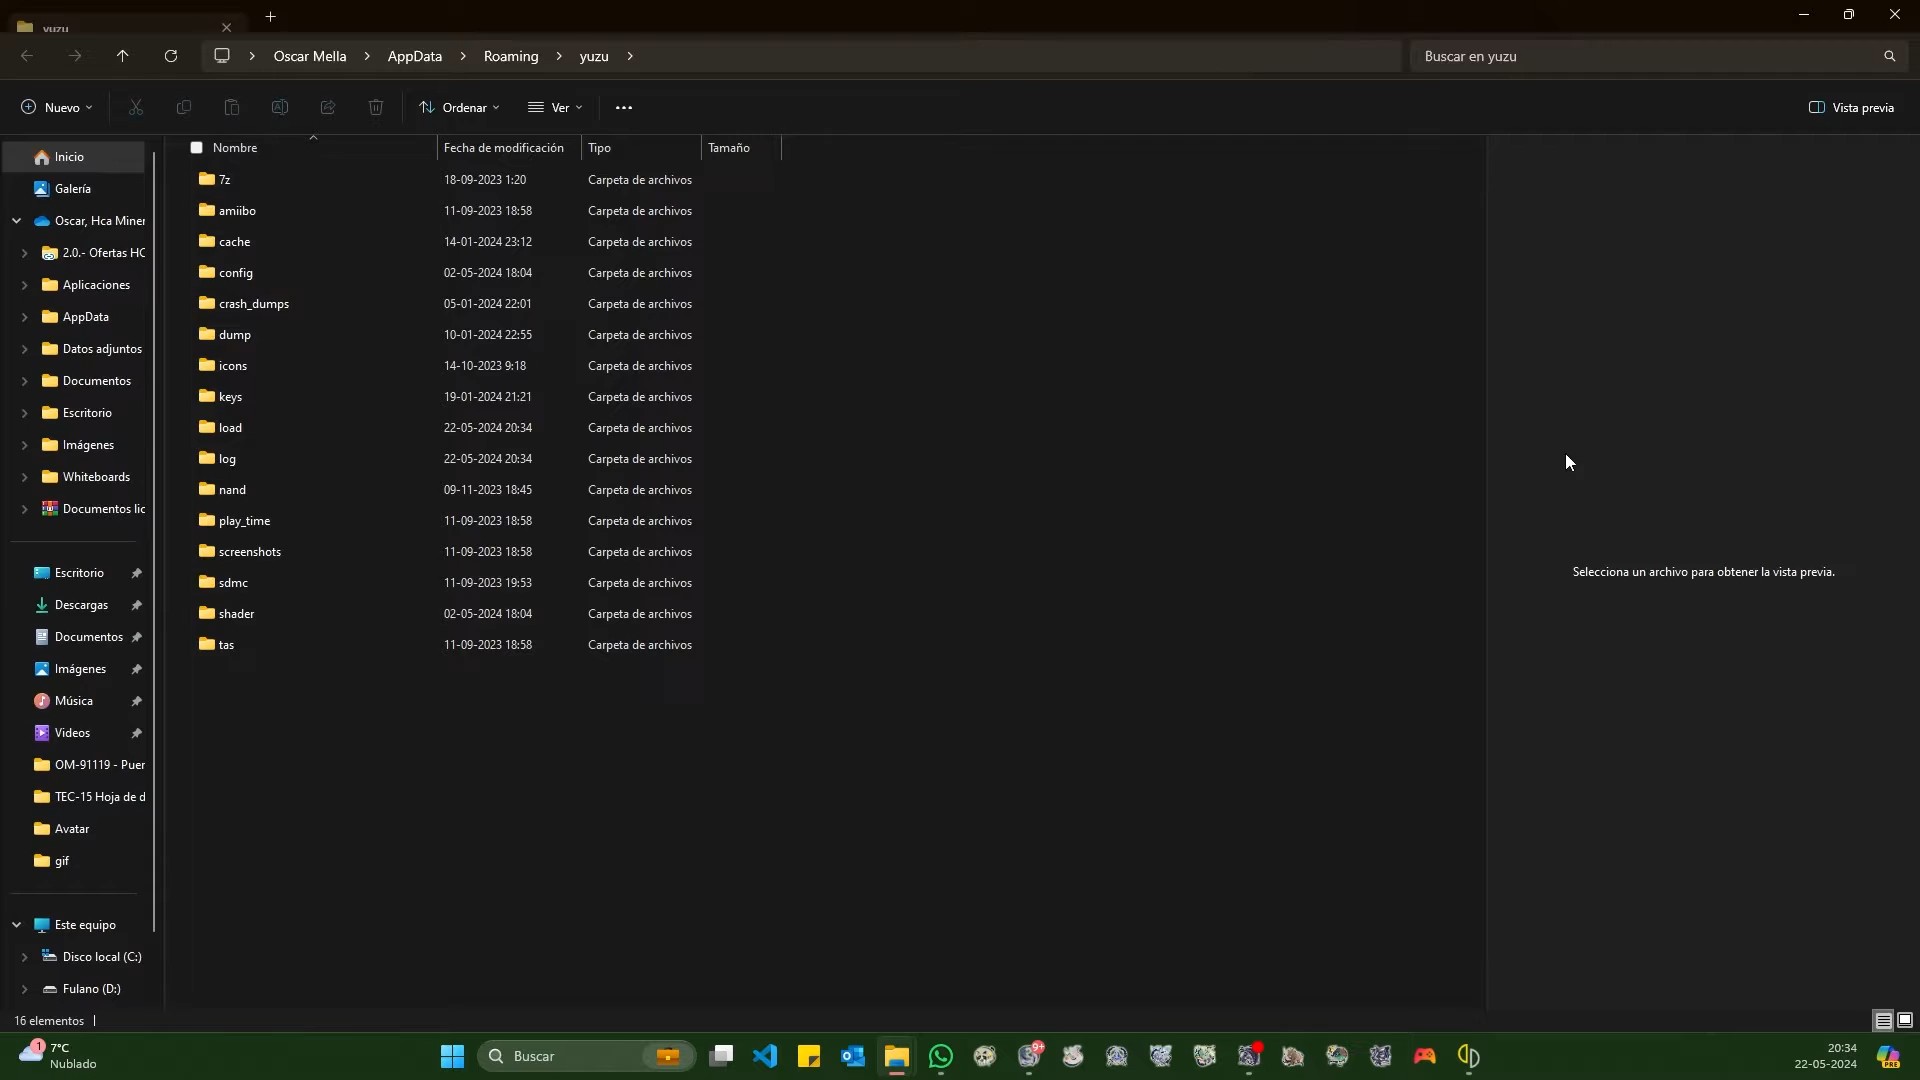 yuzu
Oscar Mella
AppData
Roaming
yuzu
Buscar en yuzu
Nuevo
Ordenar
Ver
Vista previa
Inicio
Galería
Oscar, Hca Miner
2.0.- Ofertas HC
Aplicaciones
AppData
Datos adjuntos
Documentos
Escritorio
Imágenes
Whiteboards
Documentos lic
Escritorio
Descargas
Documentos
Imágenes
Música
Videos
OM-91119 - Puer
TEC-15 Hoja de d
Avatar
gif
Este equipo
Disco local (C:)
Fulano (D:)
Nombre Fecha de modificación Tipo Tamaño
7z 18-09-2023 1:20 Carpeta de archivos
amiibo 11-09-2023 18:58 Carpeta de archivos
cache 14-01-2024 23:12 Carpeta de archivos
config 02-05-2024 18:04 Carpeta de archivos
crash_dumps 05-01-2024 22:01 Carpeta de archivos
dump 10-01-2024 22:55 Carpeta de archivos
icons 14-10-2023 9:18 Carpeta de archivos
keys 19-01-2024 21:21 Carpeta de archivos
load 22-05-2024 20:34 Carpeta de archivos
log 22-05-2024 20:34 Carpeta de archivos
nand 09-11-2023 18:45 Carpeta de archivos
play_time 11-09-2023 18:58 Carpeta de archivos
screenshots 11-09-2023 18:58 Carpeta de archivos
sdmc 11-09-2023 19:53 Carpeta de archivos
shader 02-05-2024 18:04 Carpeta de archivos
tas 11-09-2023 18:58 Carpeta de archivos
Selecciona un archivo para obtener la vista previa.
16 elementos
1
7°C
Nublado
Buscar
9+
20:34
22-05-2024
PRE